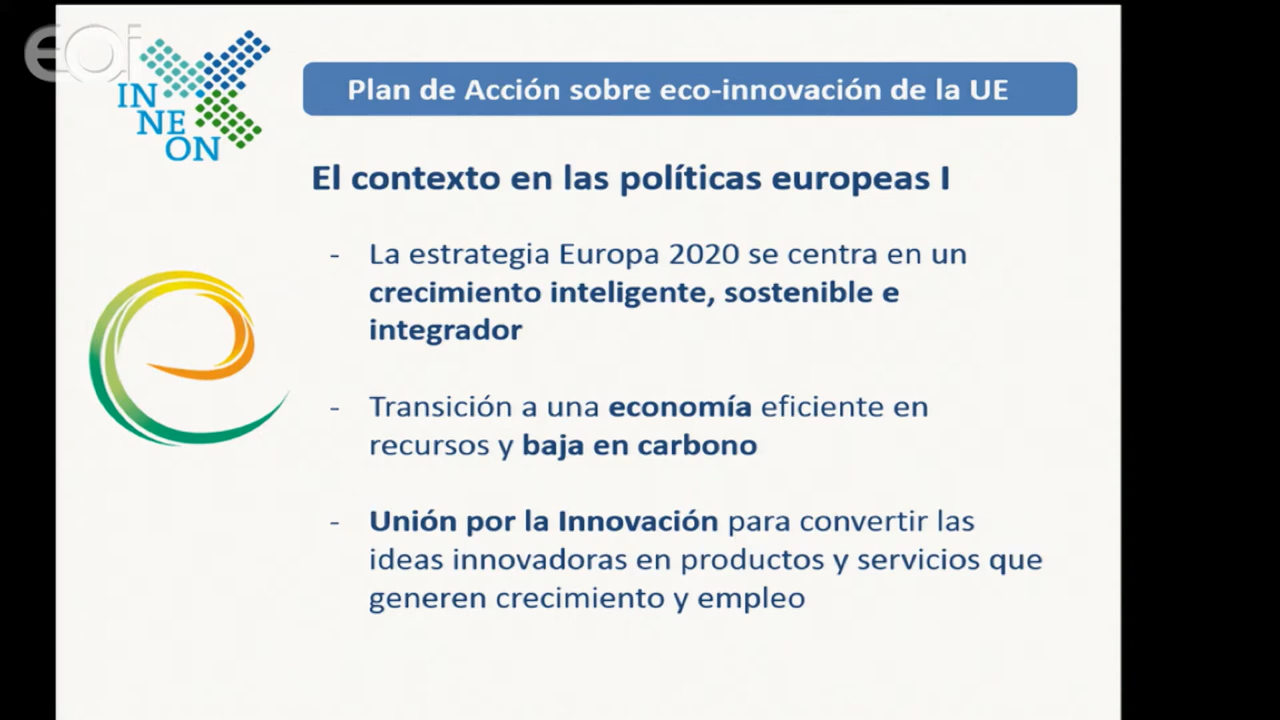 eoi
IN
NE
ON
Plan de Acción sobre eco-innovación de la UE
El contexto en las políticas europeas I
- La estrategia Europa 2020 se centra en un
crecimiento inteligente, sostenible e
integrador
- Transición a una economía eficiente en
recursos y baja en carbono
- Unión por la Innovación para convertir las
ideas innovadoras en productos y servicios que
generen crecimiento y empleo